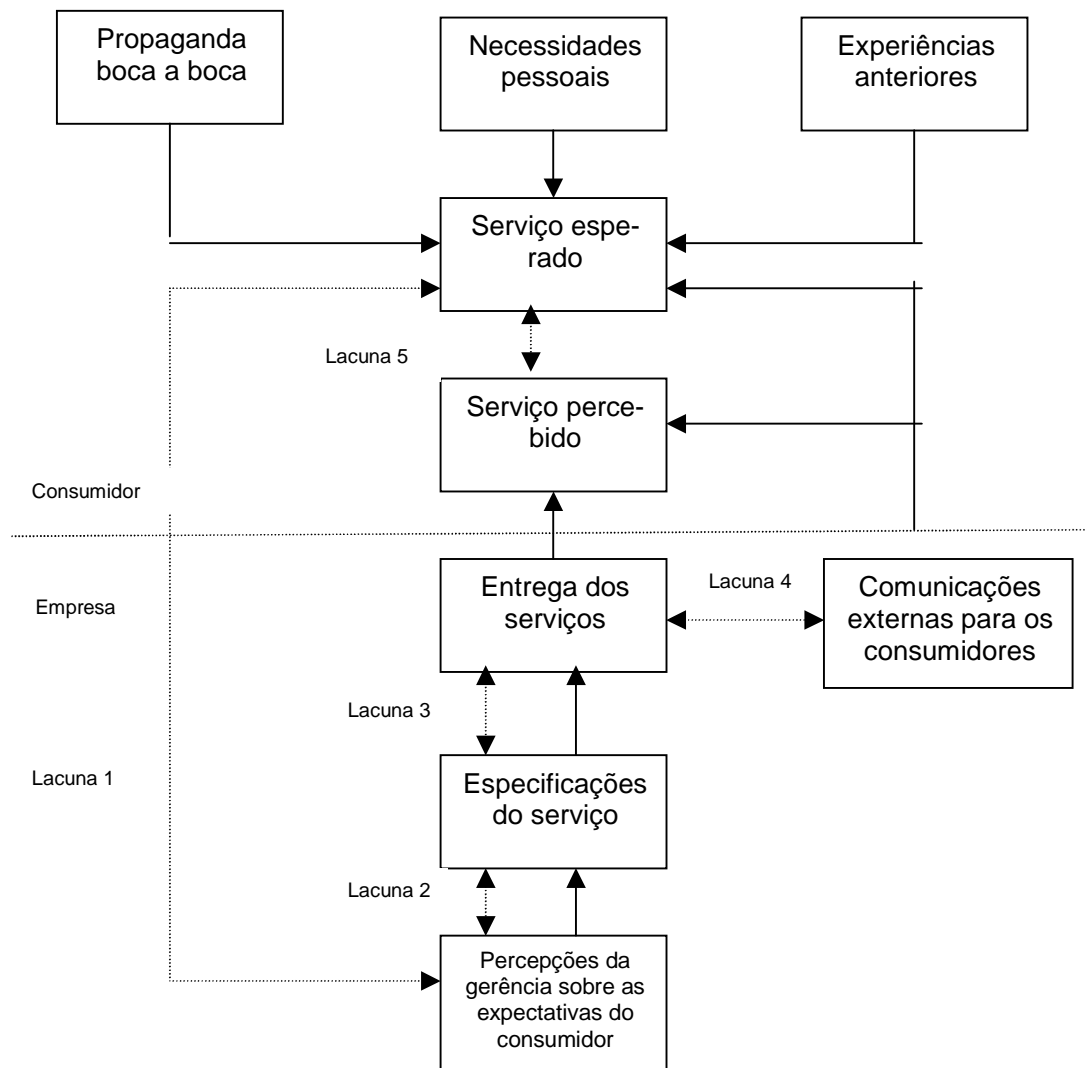 Propaganda
boca a boca
Necessidades
pessoais
Experiências
anteriores
Serviço espe-
rado
Lacuna 5
Serviço perce-
bido
Consumidor
Empresa
Entrega dos
serviços
Lacuna 4
Comunicações
externas para os
consumidores
Lacuna 3
Lacuna 1
Especificações
do serviço
Lacuna 2
Percepções da
gerência sobre as
expectativas do
consumidor